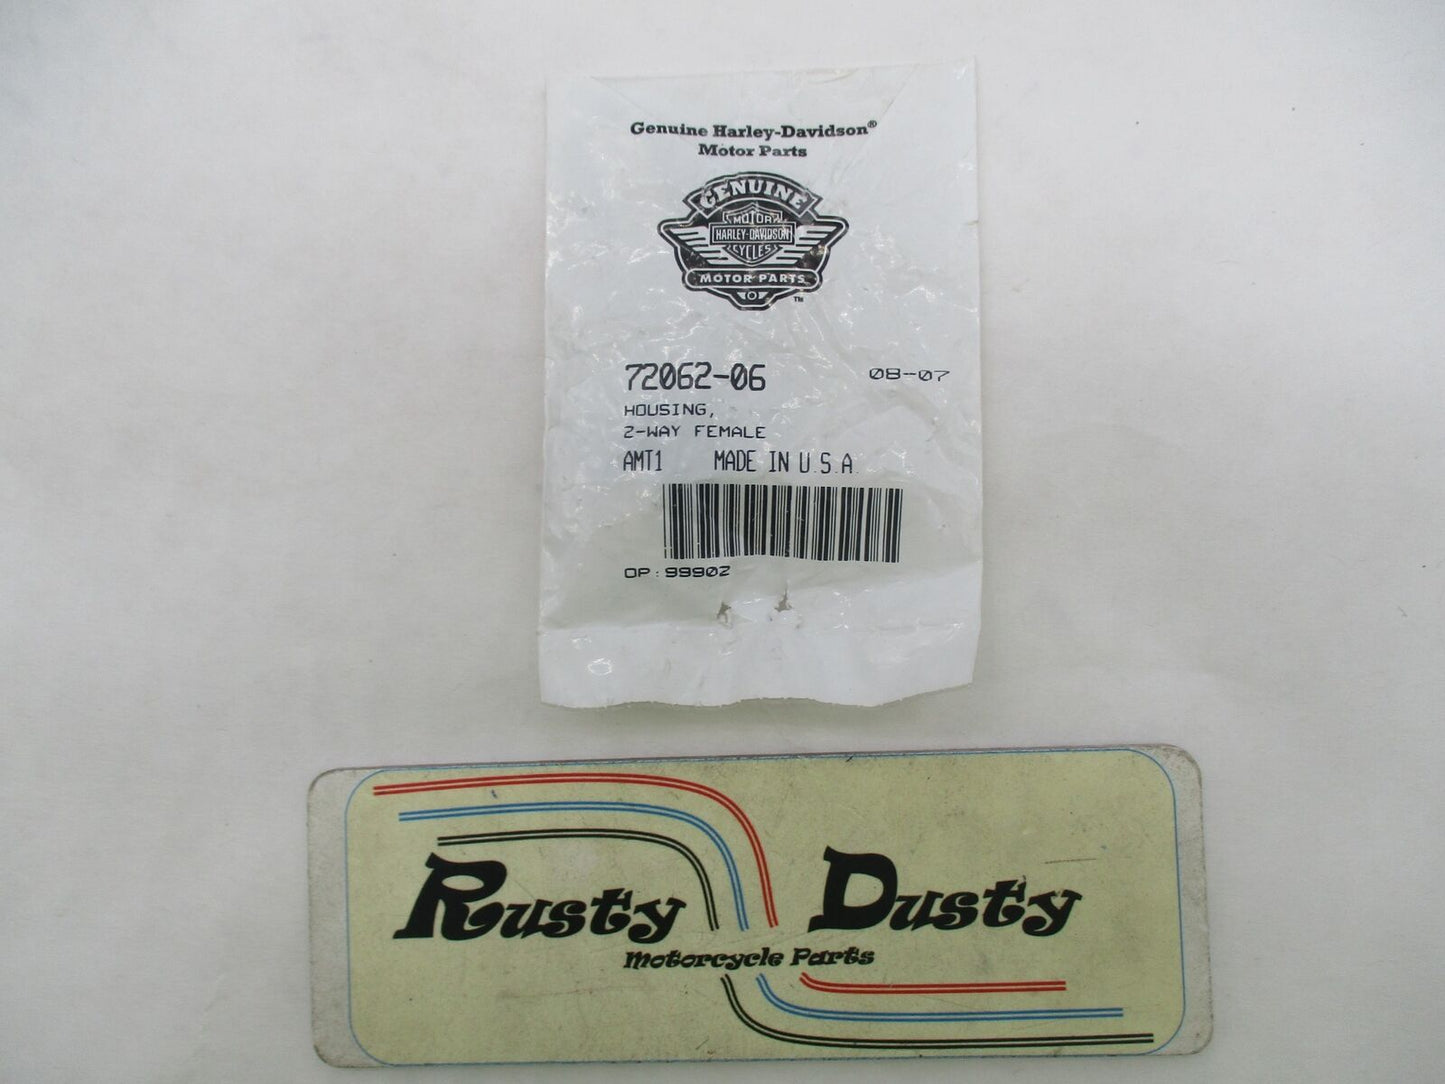 Genuine Harley-Davidson®
Motor Parts
GENUINE
MOTOR
HARLEY-DAVIDSON
CYCLES
MOTOR PARTS
TM
72062-06 08-07
HOUSING,
2-WAY FEMALE
AMT1 MADE IN U.S.A.
OP:99902
Rusty Dusty
Motorcycle Parts